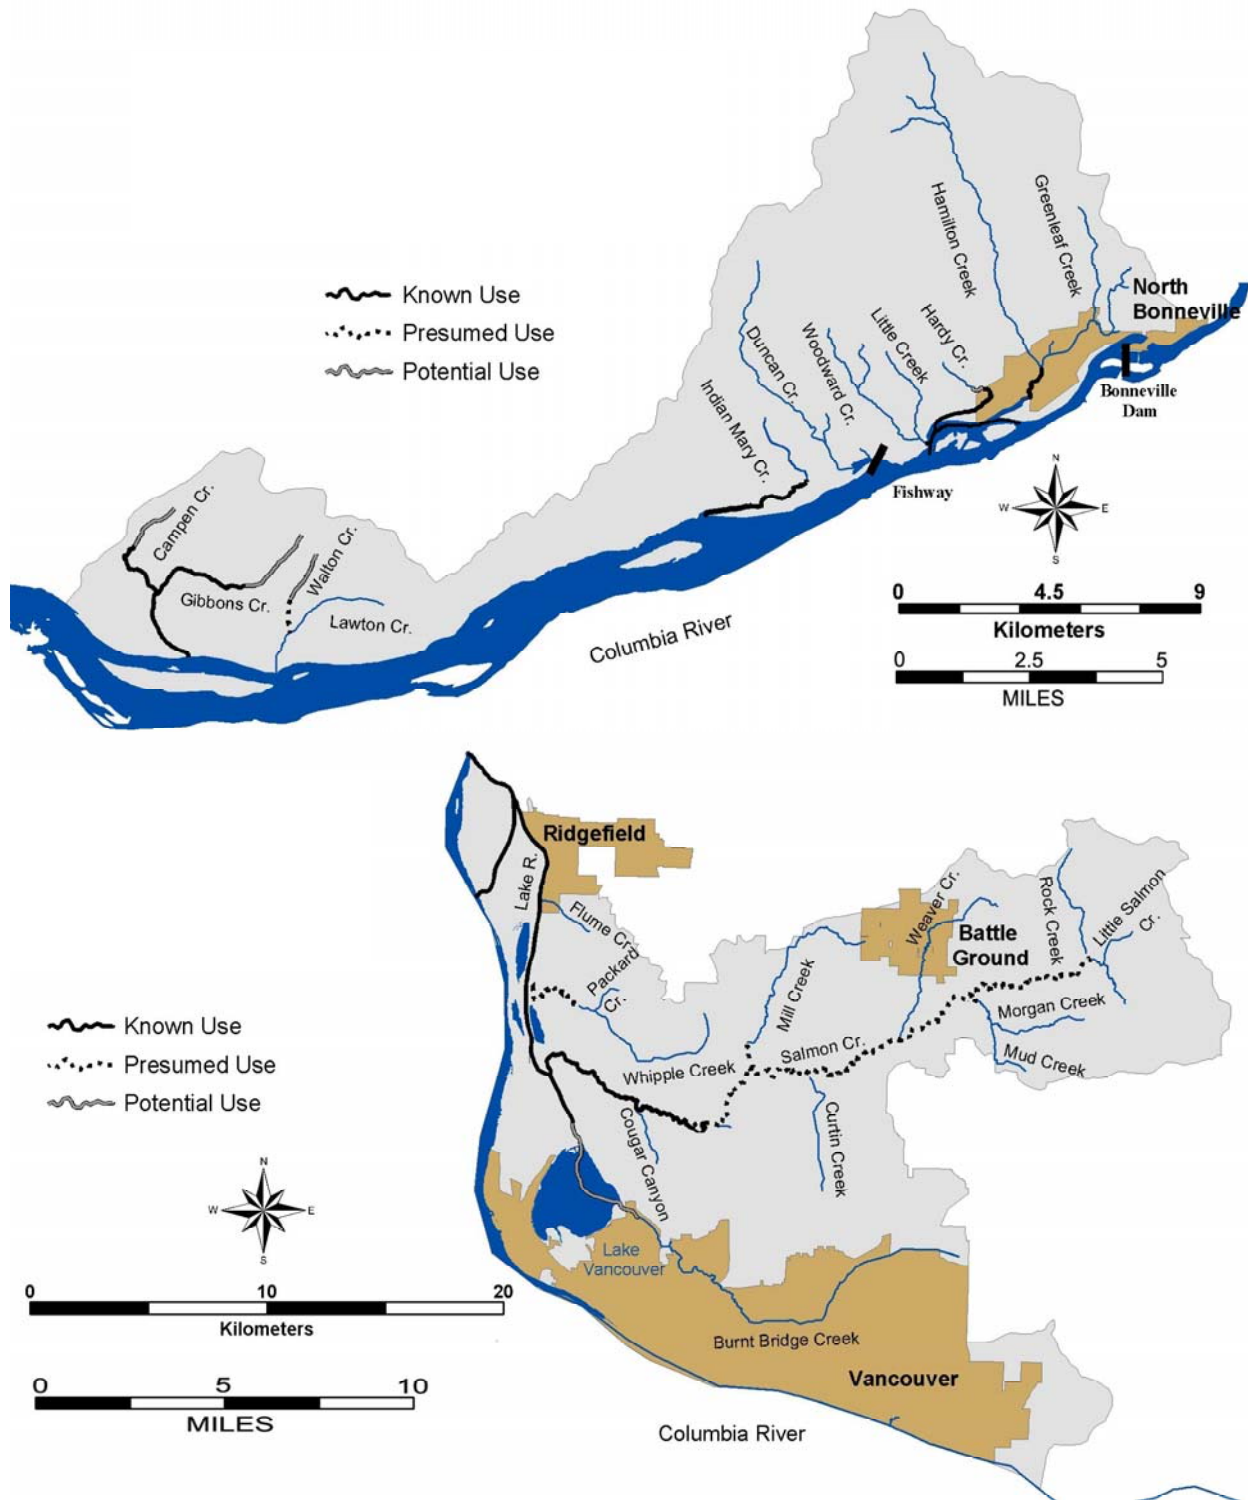 Hamilton Creek
Greenleaf Creek
North
Bonneville
Known Use
Presumed Use
Potential Use
Duncan Cr.
Woodward Cr.
Little Creek
Hardy Cr.
Indian Mary Cr.
Bonneville
Dam
Fishway
N
W
E
S
Campen Cr.
Gibbons Cr.
Walton Cr.
Lawton Cr.
Columbia River
0 4.5 9
Kilometers
0 2.5 5
MILES
Ridgefield
Lake R.
Flume Cr.
Packard
Cr.
Weaver Cr.
Battle
Ground
Rock Creek
Little Salmon
Cr.
Mill Creek
Morgan Creek
Salmon Cr.
Mud Creek
Whipple Creek
Known Use
Presumed Use
Potential Use
Cougar Canyon
Curtin Creek
N
W
E
S
Lake
Vancouver
0 10 20
Kilometers
Burnt Bridge Creek
Vancouver
0 5 10
MILES
Columbia River